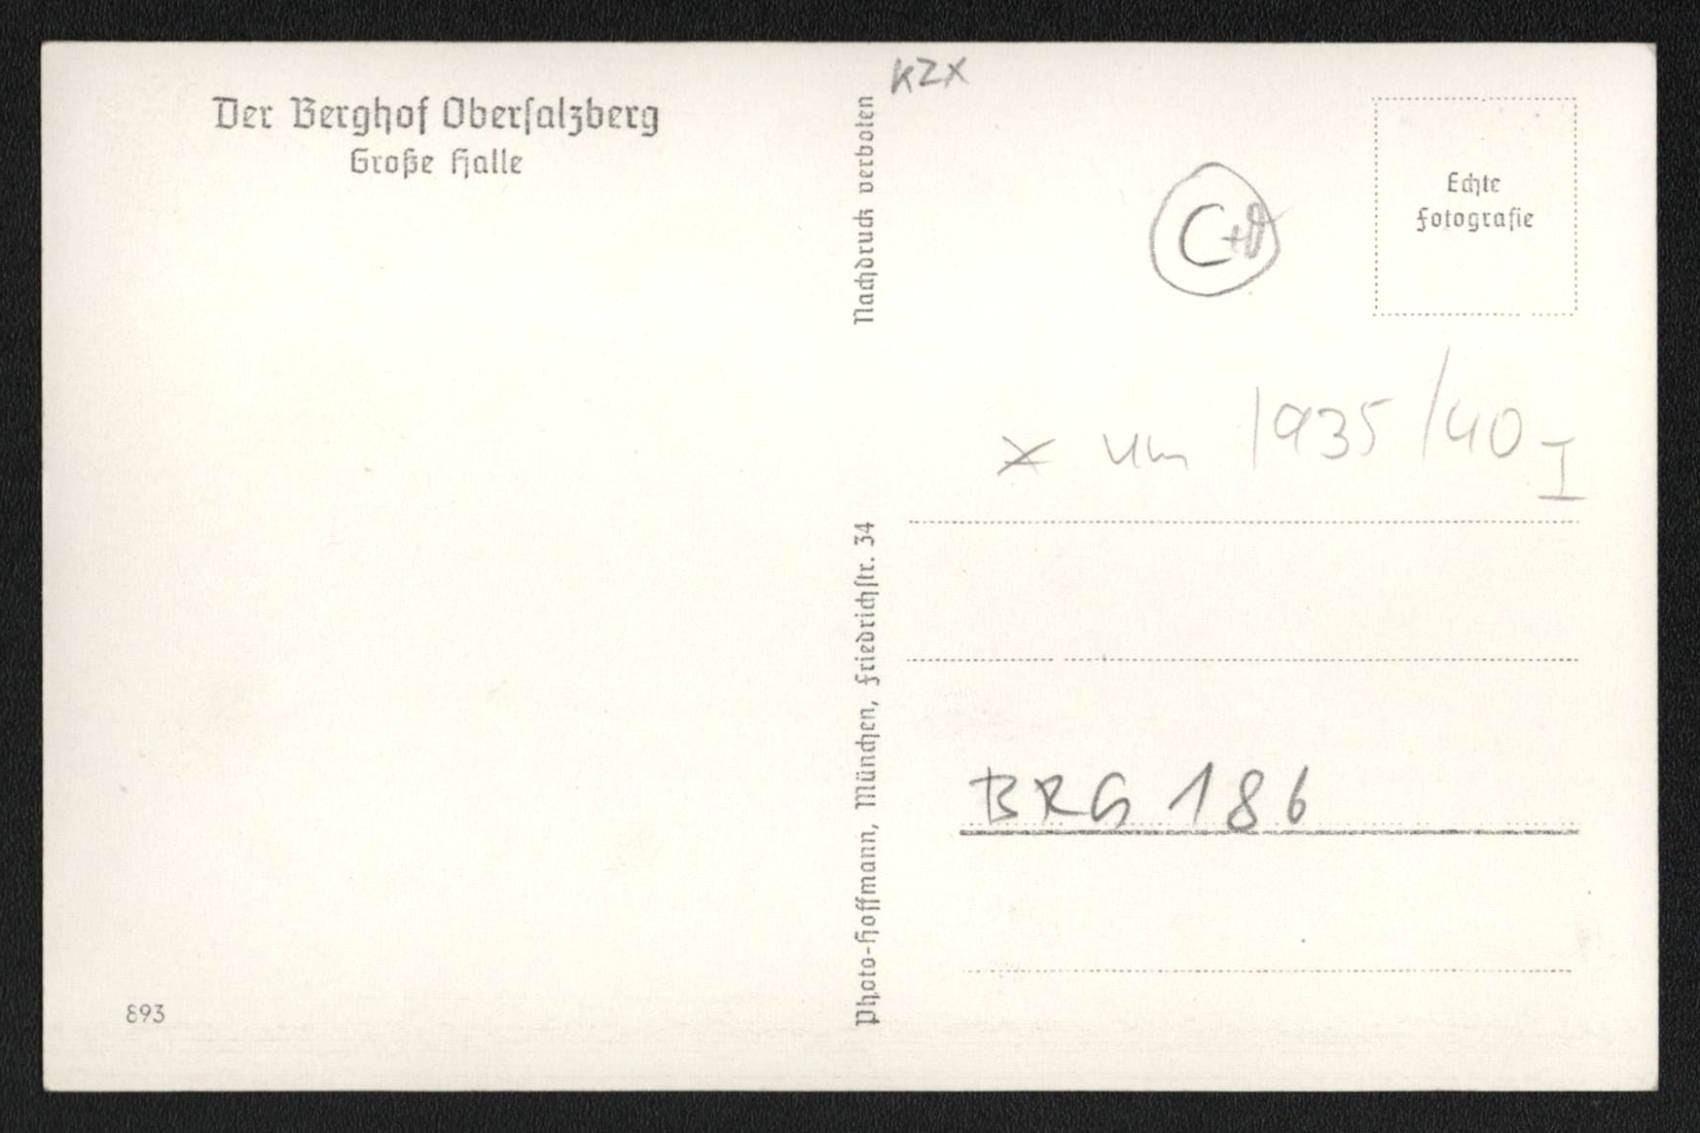 Der Berghof Oberſalzberg
Große Halle
893
Nachdruck verboten
Photo-Hoffmann, München, Friedrichſtr. 34
KZX
Echte
Fotografie
um 1935/40 I
BRG 186